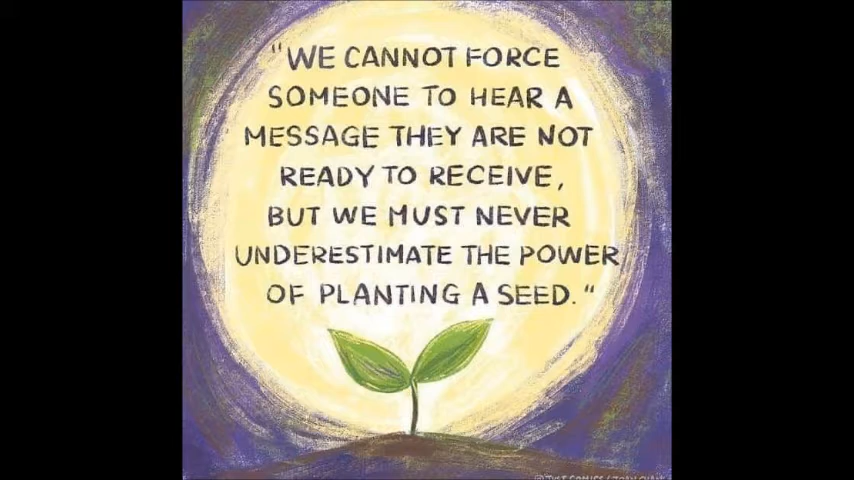 "WE CANNOT FORCE
SOMEONE TO HEAR A
MESSAGE THEY ARE NOT
READY TO RECEIVE,
BUT WE MUST NEVER
UNDERESTIMATE THE POWER
OF PLANTING A SEED."